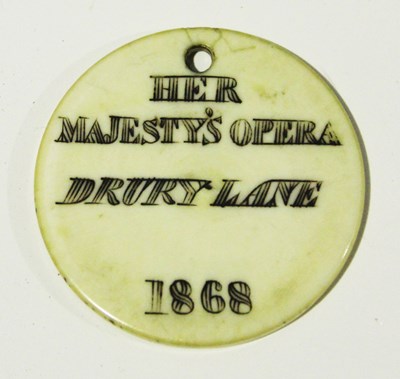 HER
MAJESTY'S OPERA
DRURY LANE
1868